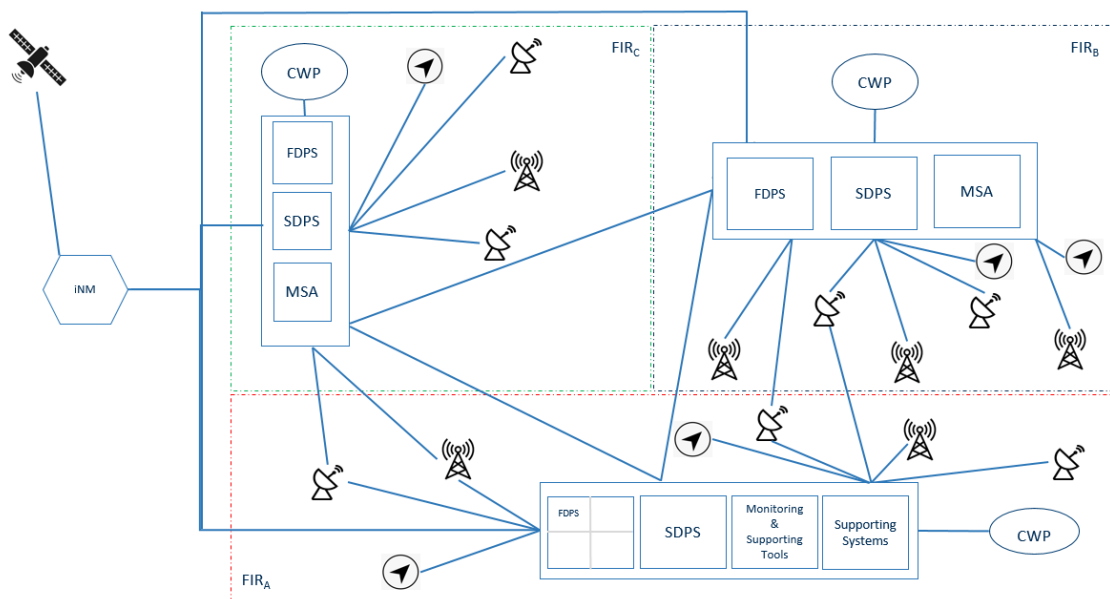 FIRC
CWP
FDPS
SDPS
MSA
FIRB
CWP
FDPS
SDPS
MSA
iNM
FIRA
FDPS
SDPS
Monitoring
&
Supporting
Tools
Supporting
Systems
CWP